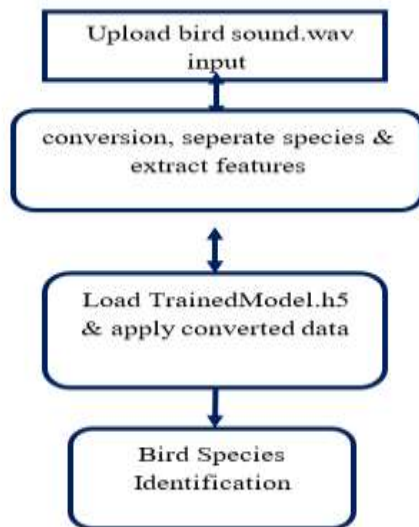 Upload bird sound.wav
input
conversion, seperate species &
extract features
Load TrainedModel.h5
& apply converted data
Bird Species
Identification